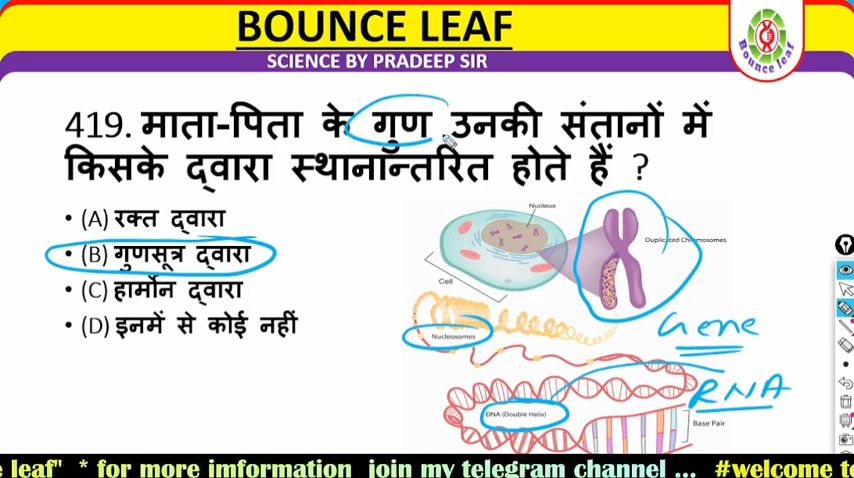 BOUNCE LEAF
SCIENCE BY PRADEEP SIR
Bounce leaf
419. माता-पिता के गुण उनकी संतानों में
किसके द्वारा स्थानान्तरित होते हैं ?
• (A) रक्त द्वारा
• (B) गुणसूत्र द्वारा
• (C) हार्मोन द्वारा
• (D) इनमें से कोई नहीं
Nucleus
Duplicated Chromosomes
Cell
Gene
Nucleosomes
RNA
DNA (Double Helix)
Base Pair
e leaf" * for more imformation join my telegram channel ... #welcome to